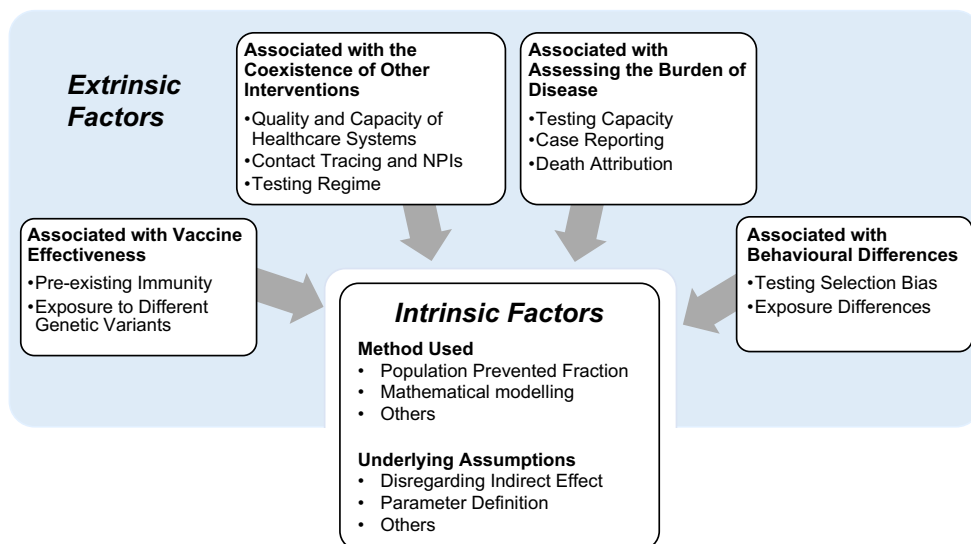 Extrinsic
Factors
Associated with the
Coexistence of Other
Interventions
•Quality and Capacity of
Healthcare Systems
•Contact Tracing and NPIs
•Testing Regime
Associated with
Assessing the Burden of
Disease
•Testing Capacity
•Case Reporting
•Death Attribution
Associated with Vaccine
Effectiveness
•Pre-existing Immunity
•Exposure to Different
Genetic Variants
Associated with
Behavioural Differences
•Testing Selection Bias
•Exposure Differences
Intrinsic Factors
Method Used
• Population Prevented Fraction
• Mathematical modelling
• Others
Underlying Assumptions
• Disregarding Indirect Effect
• Parameter Definition
• Others